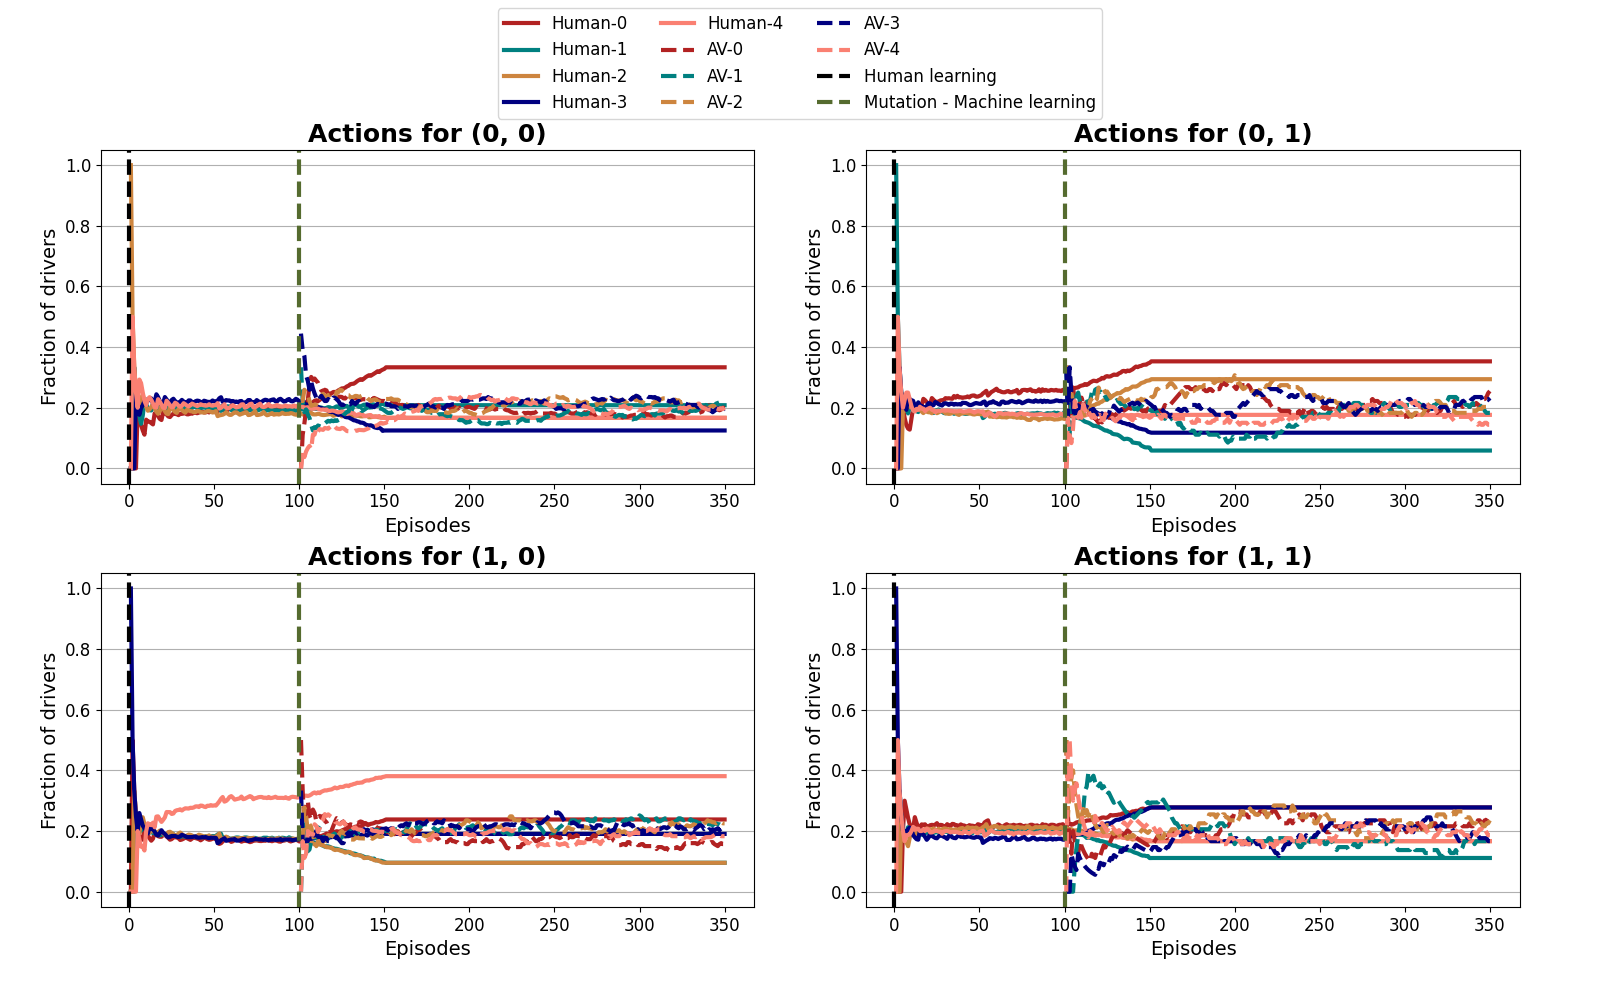 Human-0
Human-1
Human-2
Human-3
Human-4
AV-0
AV-1
AV-2
AV-3
AV-4
Human learning
Mutation - Machine learning
Actions for (0, 0)
Fraction of drivers
1.0
0.8
0.6
0.4
0.2
0.0
0 50 100 150 200 250 300 350
Episodes
Actions for (0, 1)
Fraction of drivers
1.0
0.8
0.6
0.4
0.2
0.0
0 50 100 150 200 250 300 350
Episodes
Actions for (1, 0)
Fraction of drivers
1.0
0.8
0.6
0.4
0.2
0.0
0 50 100 150 200 250 300 350
Episodes
Actions for (1, 1)
Fraction of drivers
1.0
0.8
0.6
0.4
0.2
0.0
0 50 100 150 200 250 300 350
Episodes